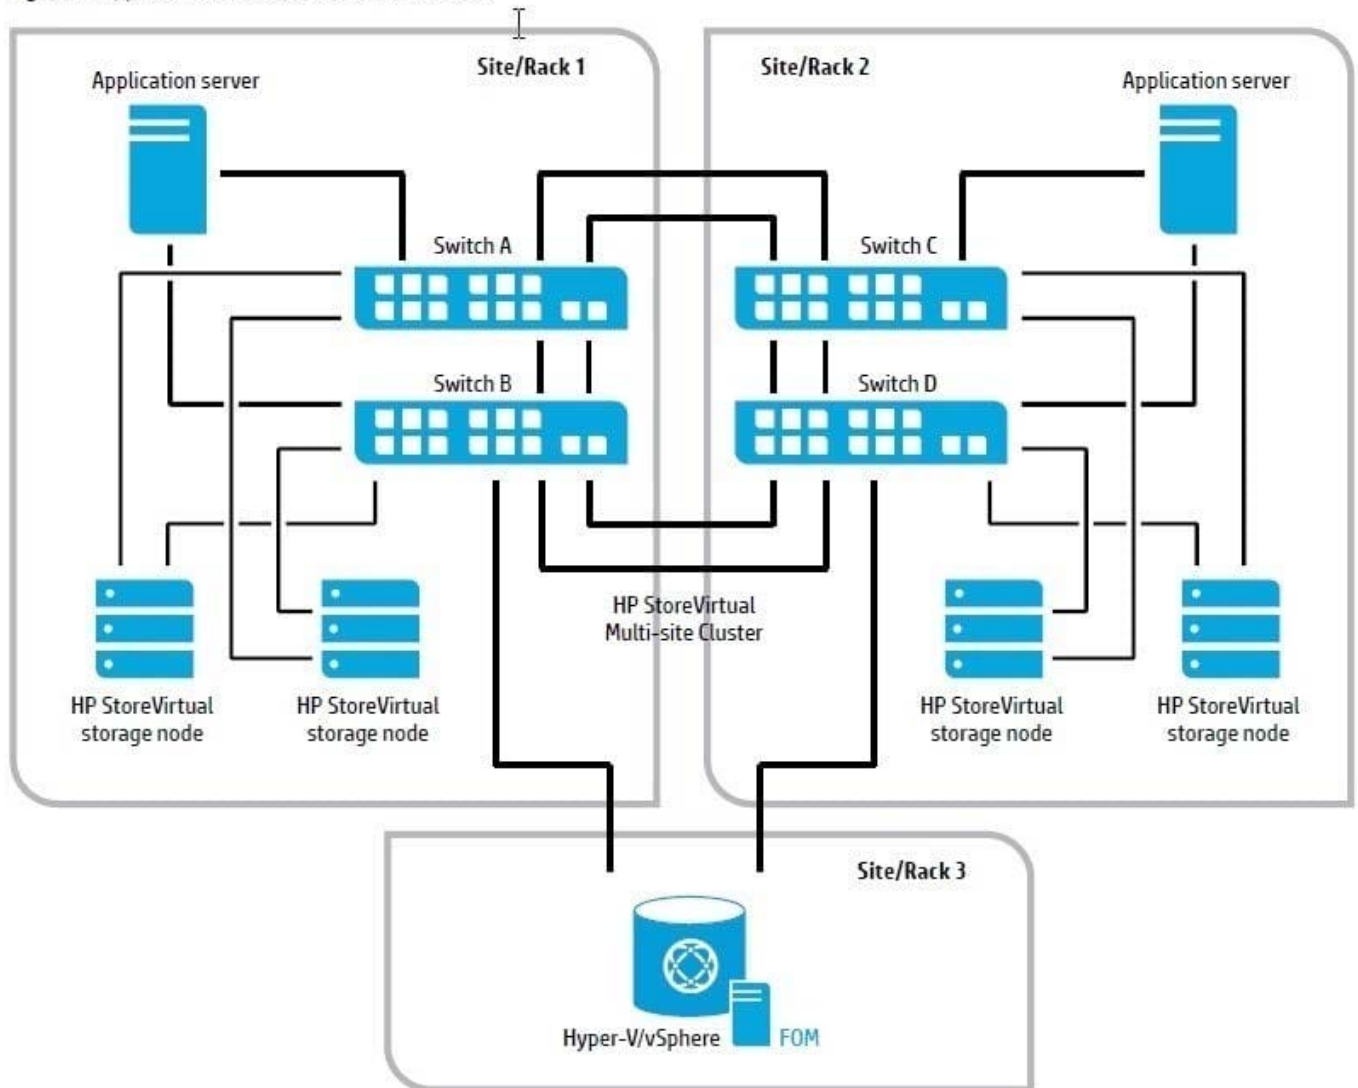 Site/Rack 1
Site/Rack 2
Application server
Application server
Switch A
Switch C
Switch B
Switch D
HP StoreVirtual
Multi-site Cluster
HP StoreVirtual
storage node
HP StoreVirtual
storage node
HP StoreVirtual
storage node
HP StoreVirtual
storage node
Site/Rack 3
Hyper-V/vSphere
FOM